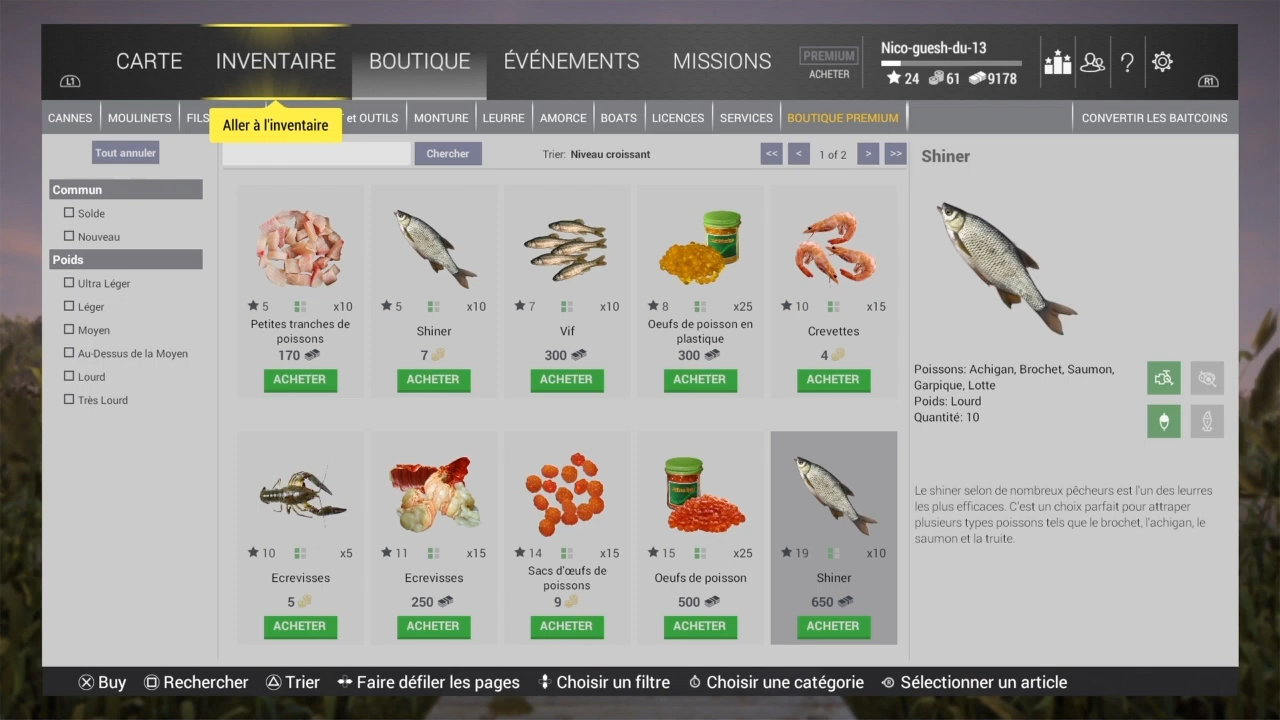 CARTE INVENTAIRE BOUTIQUE ÉVÉNEMENTS MISSIONS
PREMIUM
ACHETER
Nico-guesh-du-13
24 61 9178
?
L1
R1
CANNES MOULINETS FILS et OUTILS MONTURE LEURRE AMORCE BOATS LICENCES SERVICES BOUTIQUE PREMIUM CONVERTIR LES BAITCOINS
Aller à l'inventaire
Tout annuler
Chercher
Trier: Niveau croissant
<< < 1 of 2 > >>
Commun
Solde
Nouveau
Poids
Ultra Léger
Léger
Moyen
Au-Dessus de la Moyen
Lourd
Très Lourd
5 x10
Petites tranches de
poissons
170
ACHETER
5 x10
Shiner
7
ACHETER
7 x10
Vif
300
ACHETER
8 x25
Oeufs de poisson en
plastique
300
ACHETER
10 x15
Crevettes
4
ACHETER
10 x5
Ecrevisses
5
ACHETER
11 x15
Ecrevisses
250
ACHETER
14 x15
Sacs d'œufs de
poissons
9
ACHETER
15 x25
Oeufs de poisson
500
ACHETER
19 x10
Shiner
650
ACHETER
Shiner
Poissons: Achigan, Brochet, Saumon,
Garpique, Lotte
Poids: Lourd
Quantité: 10
Le shiner selon de nombreux pêcheurs est l'un des leurres
les plus efficaces. C'est un choix parfait pour attraper
plusieurs types poissons tels que le brochet, l'achigan, le
saumon et la truite.
Buy Rechercher Trier Faire défiler les pages Choisir un filtre Choisir une catégorie Sélectionner un article